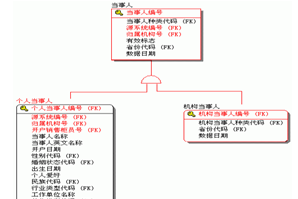 当事人
当事人编号
当事人种类代码 (FK)
源系统编号 (FK)
归属机构号 (FK)
有效标志
省份代码 (FK)
数据日期
个人当事人
个人当事人编号 (FK)
源系统编号 (FK)
归属机构号 (FK)
开户销售柜员号 (FK)
当事人名称
当事人英文名称
开户日期
性别代码 (FK)
婚姻状态代码 (FK)
出生日期
个人爱好
民族代码 (FK)
行业类型代码 (FK)
工作单位名称
机构当事人
机构当事人编号 (FK)
机构当事人种类代码 (FK)
省份代码 (FK)
数据日期